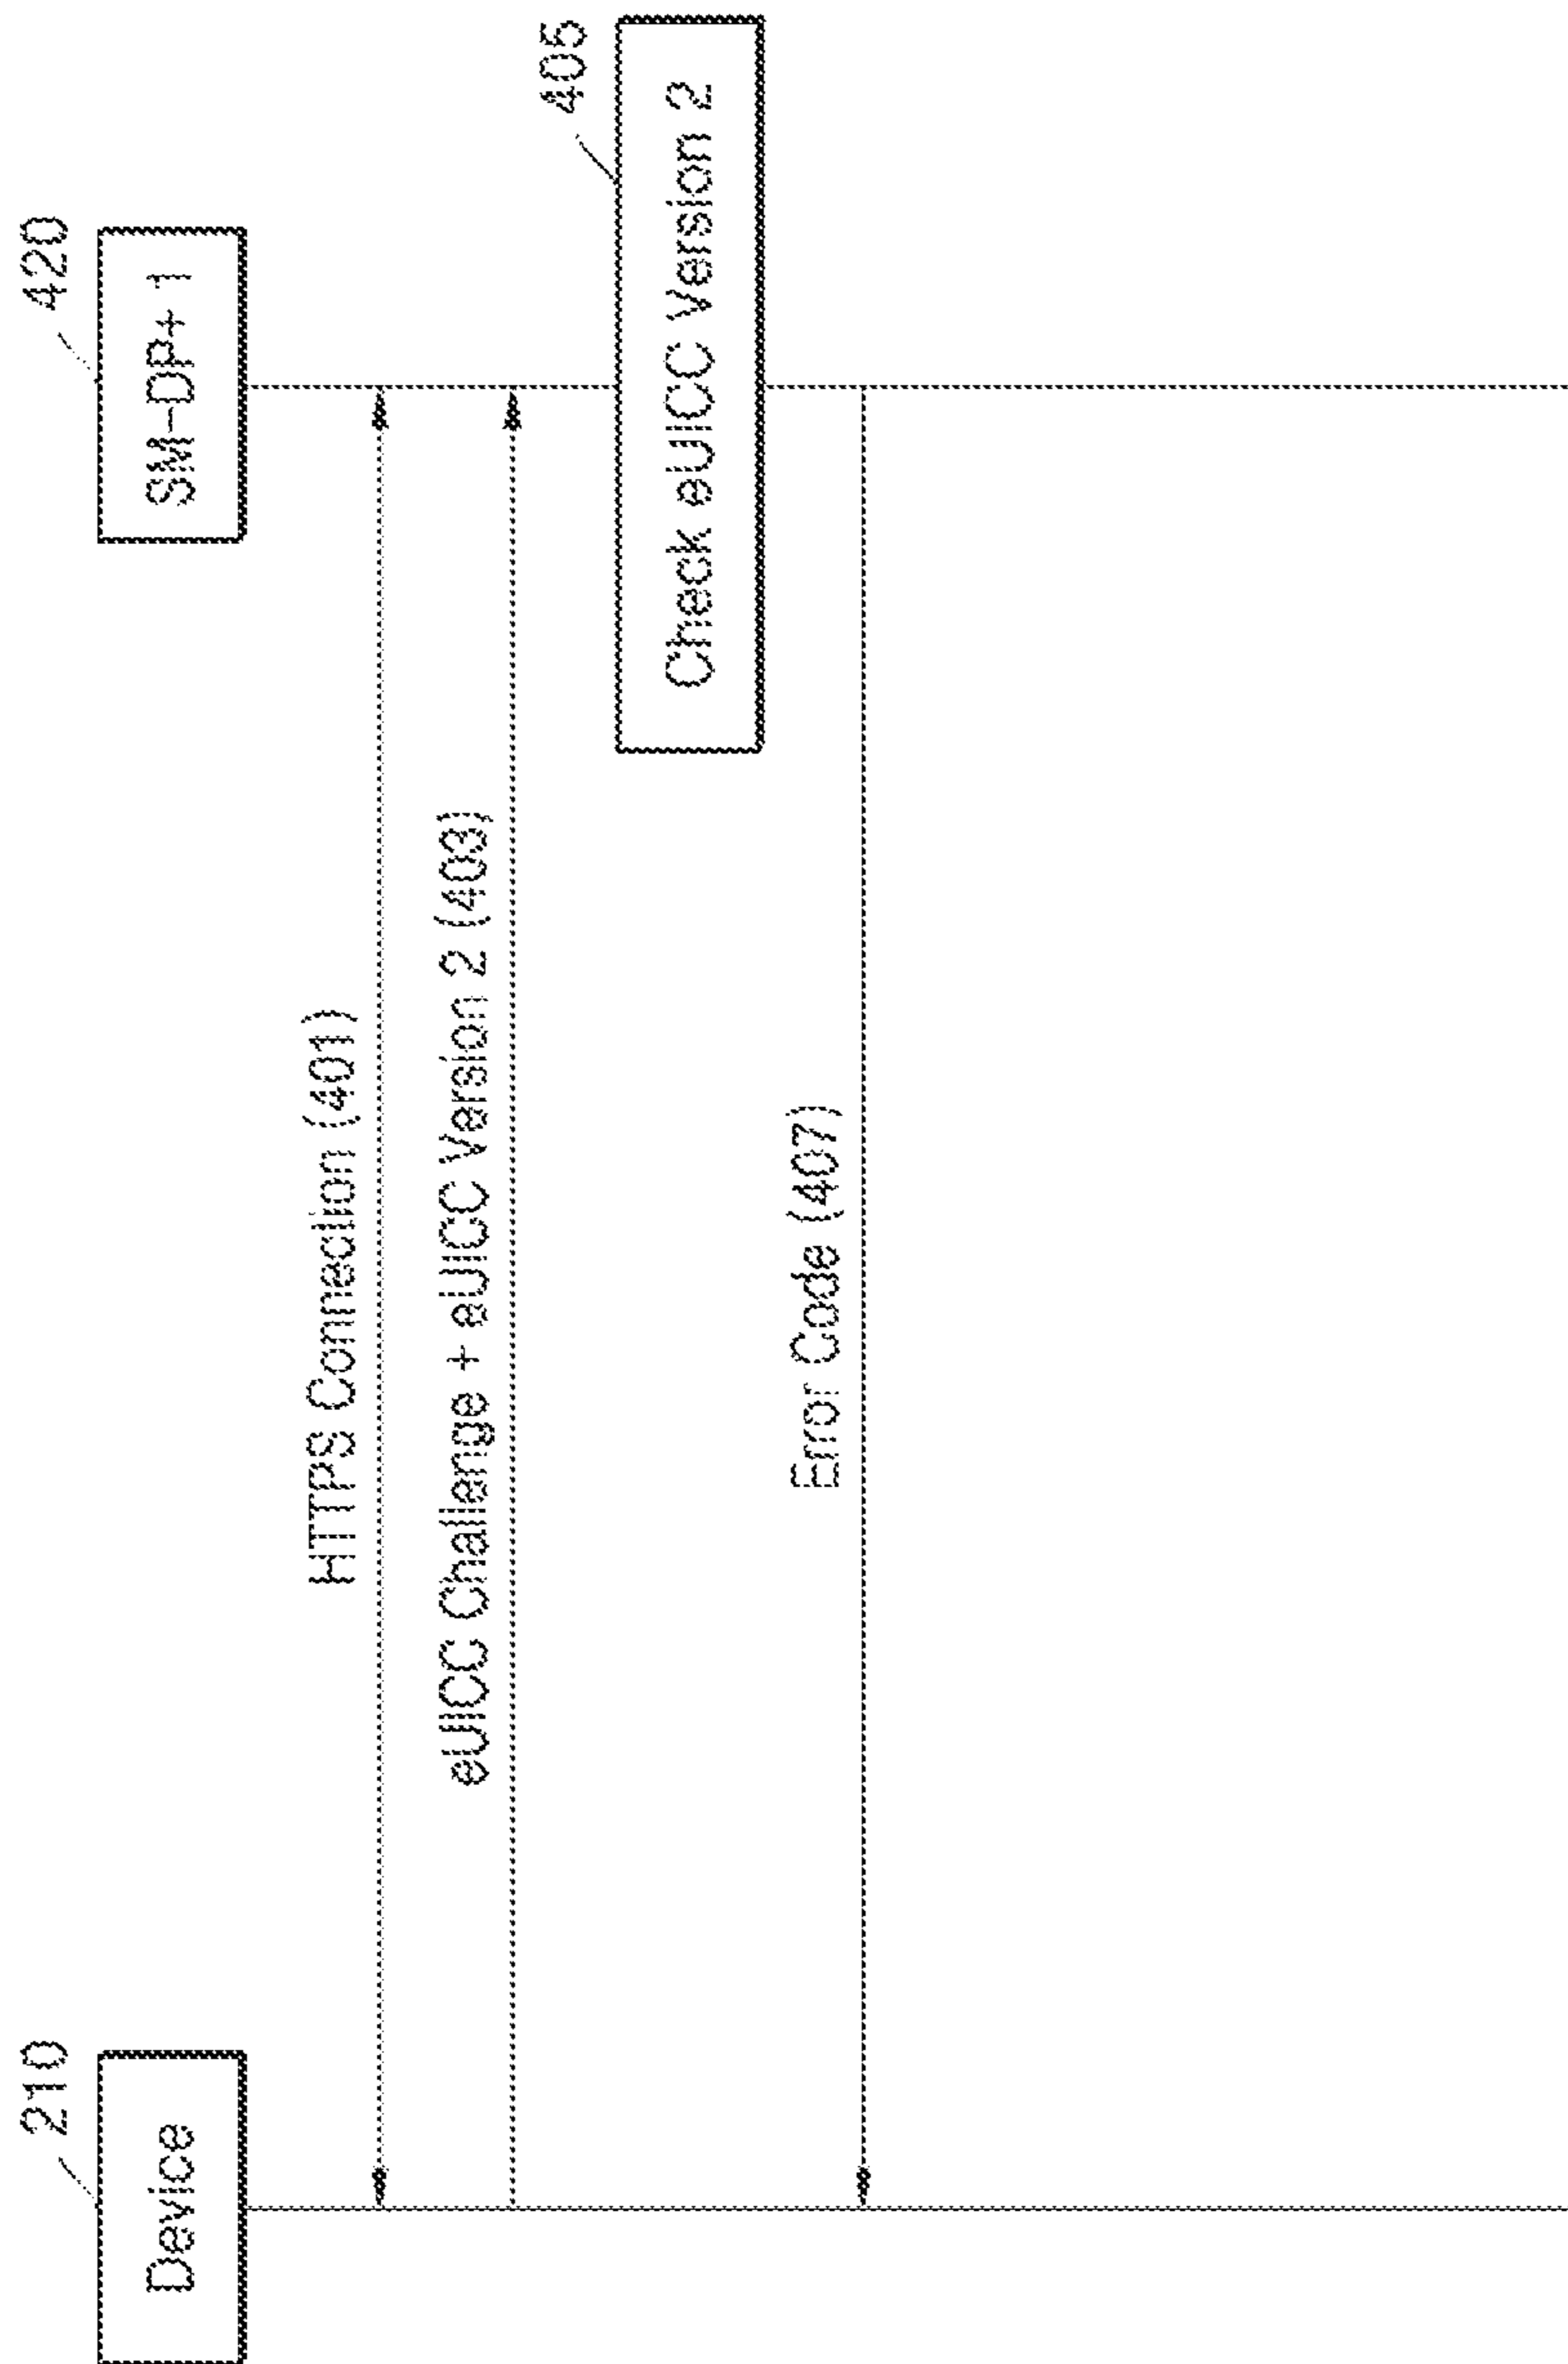 210
Device
420
SM-DP+ 1
HTTPS Connection (401)
eUICC Challenge + eUICC Version 2 (403)
405
Check eUICC Version 2
Error Code (407)